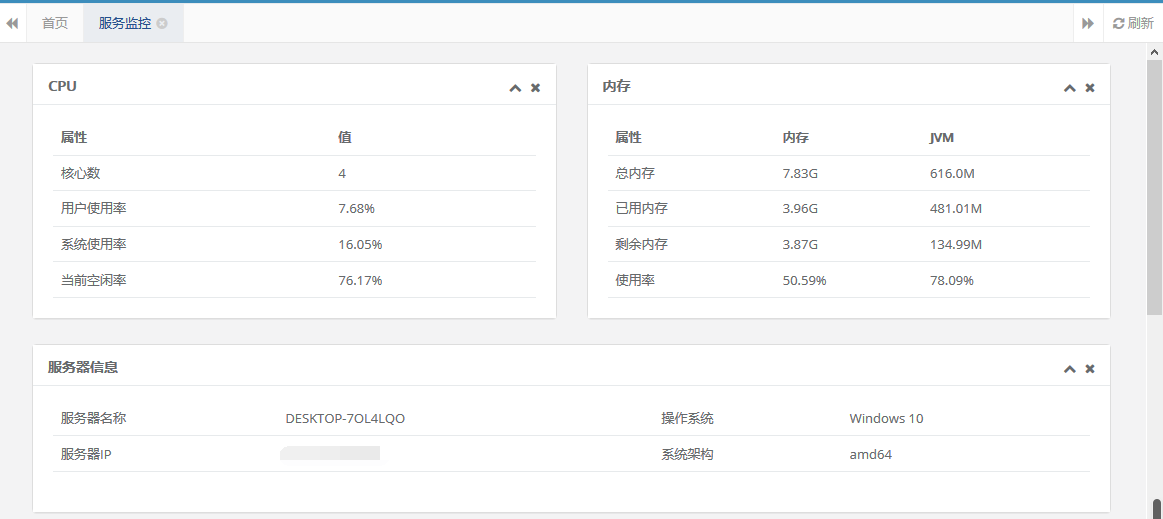 首页 服务监控 刷新
CPU
属性 值
核心数 4
用户使用率 7.68%
系统使用率 16.05%
当前空闲率 76.17%
内存
属性 内存 JVM
总内存 7.83G 616.0M
已用内存 3.96G 481.01M
剩余内存 3.87G 134.99M
使用率 50.59% 78.09%
服务器信息
服务器名称 DESKTOP-7OL4LQO 操作系统 Windows 10
服务器IP 系统架构 amd64